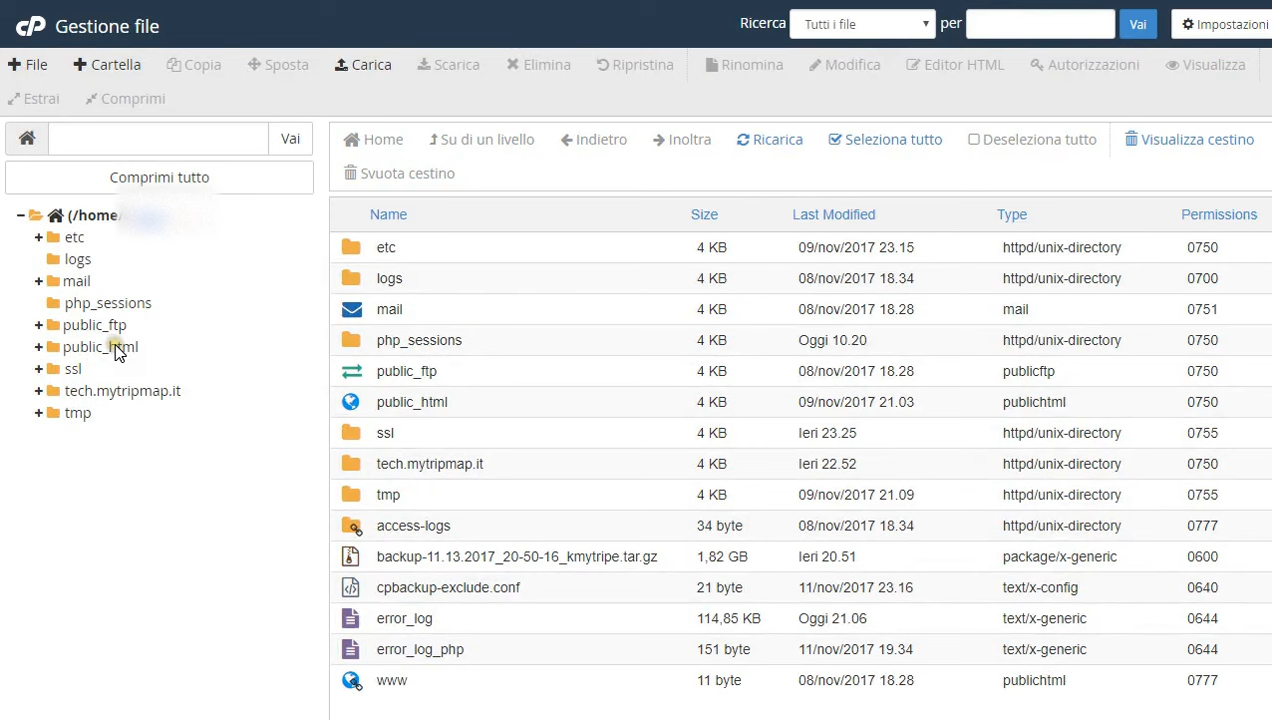 cP Gestione file Ricerca Tutti i file per Vai Impostazioni
File Cartella Copia Sposta Carica Scarica Elimina Ripristina Rinomina Modifica Editor HTML Autorizzazioni Visualizza
Estrai Comprimi
Vai
Comprimi tutto
(/home/
etc
logs
mail
php_sessions
public_ftp
public_html
ssl
tech.mytripmap.it
tmp
Home Su di un livello Indietro Inoltra Ricarica Seleziona tutto Deseleziona tutto Visualizza cestino
Svuota cestino
Name Size Last Modified Type Permissions
etc 4 KB 09/nov/2017 23.15 httpd/unix-directory 0750
logs 4 KB 08/nov/2017 18.34 httpd/unix-directory 0700
mail 4 KB 08/nov/2017 18.28 mail 0751
php_sessions 4 KB Oggi 10.20 httpd/unix-directory 0755
public_ftp 4 KB 08/nov/2017 18.28 publicftp 0750
public_html 4 KB 09/nov/2017 21.03 publichtml 0750
ssl 4 KB Ieri 23.25 httpd/unix-directory 0755
tech.mytripmap.it 4 KB Ieri 22.52 httpd/unix-directory 0750
tmp 4 KB 09/nov/2017 21.09 httpd/unix-directory 0755
access-logs 34 byte 08/nov/2017 18.34 httpd/unix-directory 0777
backup-11.13.2017_20-50-16_kmytripe.tar.gz 1,82 GB Ieri 20.51 package/x-generic 0600
cpbackup-exclude.conf 21 byte 11/nov/2017 23.16 text/x-config 0640
error_log 114,85 KB Oggi 21.06 text/x-generic 0644
error_log_php 151 byte 11/nov/2017 19.34 text/x-generic 0644
www 11 byte 08/nov/2017 18.28 publichtml 0777